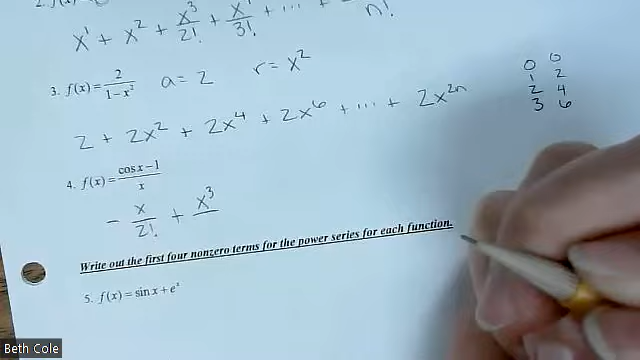 x¹ + x² + x³/2! + x⁴/3! + ... + n!
3. f(x) = 2/(1-x²) a = 2 r = x²
2 + 2x² + 2x⁴ + 2x⁶ + ... + 2x²ⁿ
0 0
1 2
2 4
3 6
4. f(x) = (cos x - 1)/x
- x/2! + x³/
Write out the first four nonzero terms for the power series for each function.
5. f(x) = sin x + eˣ
Beth Cole